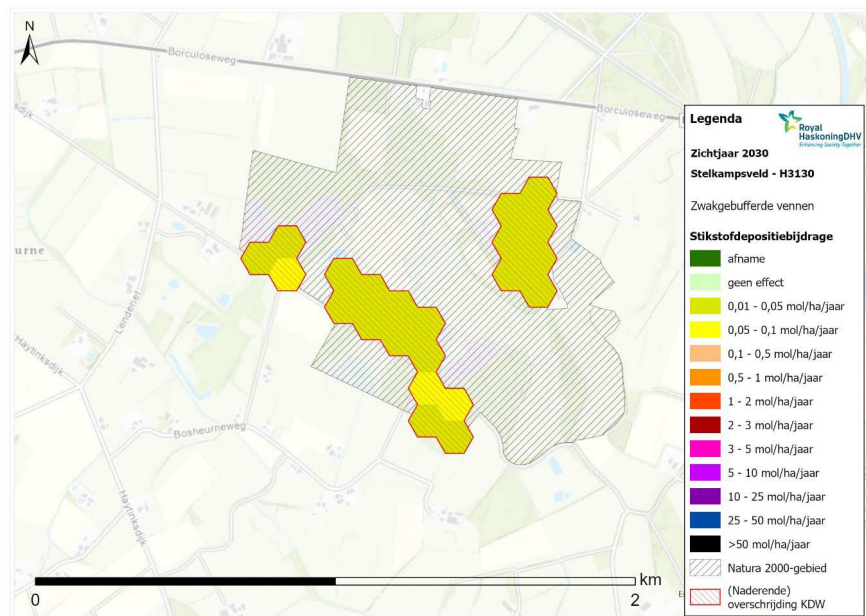 N
Borculoseweg
Borculoseweg
urne
Lenderiet
Bosheurneweg
Haytinksdijk
km
0
2
Legenda
Royal
HaskoningDHV
Enhancing Society Together
Zichtjaar 2030
Stelkampsveld - H3130
Zwakgebufferde vennen
Stikstofdepositiebijdrage
afname
geen effect
0,01 - 0,05 mol/ha/jaar
0,05 - 0,1 mol/ha/jaar
0,1 - 0,5 mol/ha/jaar
0,5 - 1 mol/ha/jaar
1 - 2 mol/ha/jaar
2 - 3 mol/ha/jaar
3 - 5 mol/ha/jaar
5 - 10 mol/ha/jaar
10 - 25 mol/ha/jaar
25 - 50 mol/ha/jaar
>50 mol/ha/jaar
Natura 2000-gebied
(Naderende)
overschrijding KDW